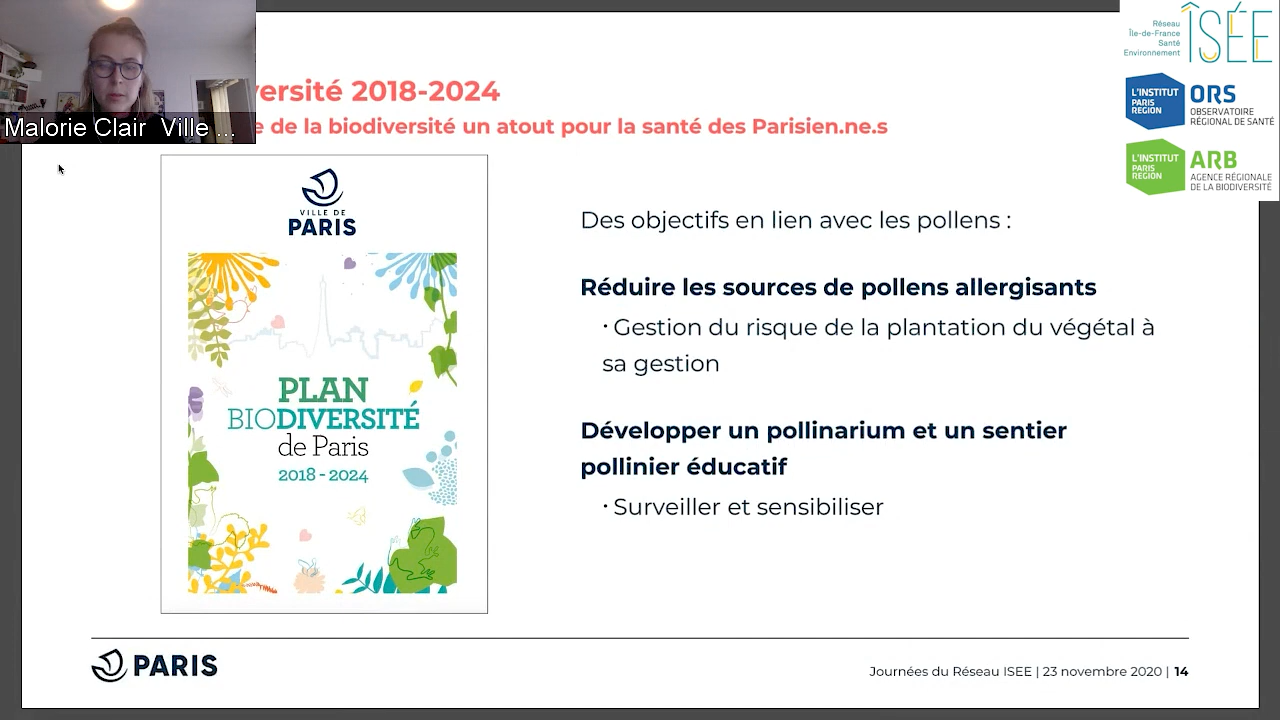 Malorie Clair Ville ...
versité 2018-2024
e de la biodiversité un atout pour la santé des Parisien.ne.s
Réseau
Île-de-France
Santé
Environnement
ÎSÉE
L'INSTITUT
PARIS
REGION
ORS
OBSERVATOIRE
RÉGIONAL DE SANTÉ
L'INSTITUT
PARIS
REGION
ARB
AGENCE RÉGIONALE
DE LA BIODIVERSITÉ
VILLE DE
PARIS
PLAN
BIODIVERSITÉ
de Paris
2018 - 2024
Des objectifs en lien avec les pollens :
Réduire les sources de pollens allergisants
· Gestion du risque de la plantation du végétal à
sa gestion
Développer un pollinarium et un sentier
pollinier éducatif
· Surveiller et sensibiliser
PARIS
Journées du Réseau ISEE | 23 novembre 2020 | 14